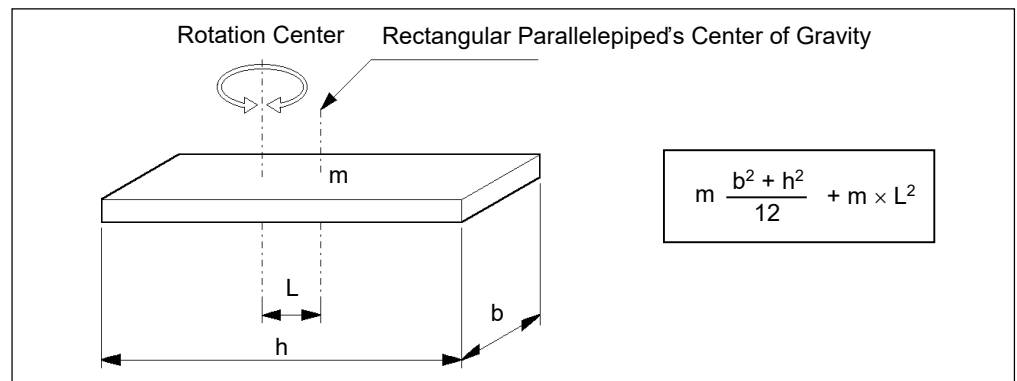 Rotation Center
Rectangular Parallelepiped's Center of Gravity
m
m (b² + h²)/12 + m × L²
L
b
h